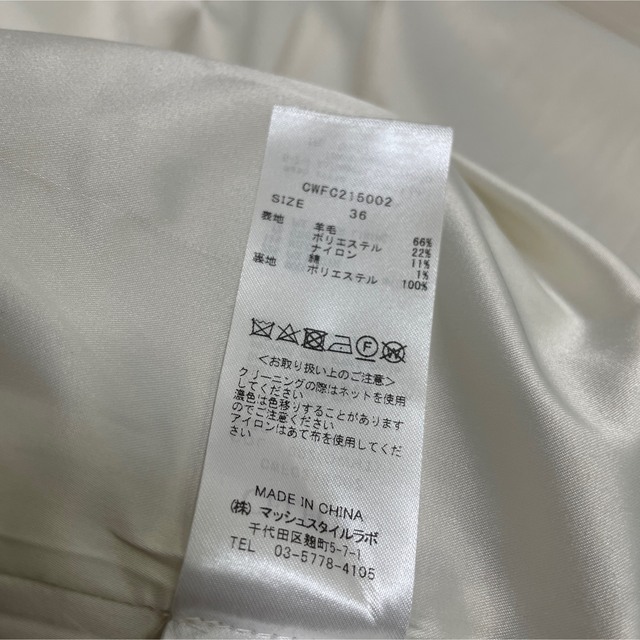 CWFC215002
SIZE 36
表地 羊毛 66%
ポリエステル 22%
ナイロン 11%
綿 1%
裏地 ポリエステル 100%
F
<お取り扱い上のご注意>
クリーニングの際はネットを使用
してください
濃色は色移りすることがあります
のでご注意ください
アイロンはあて布を使用してくだ
さい
MADE IN CHINA
(株) マッシュスタイルラボ
千代田区麹町5-7-1
TEL 03-5778-4105